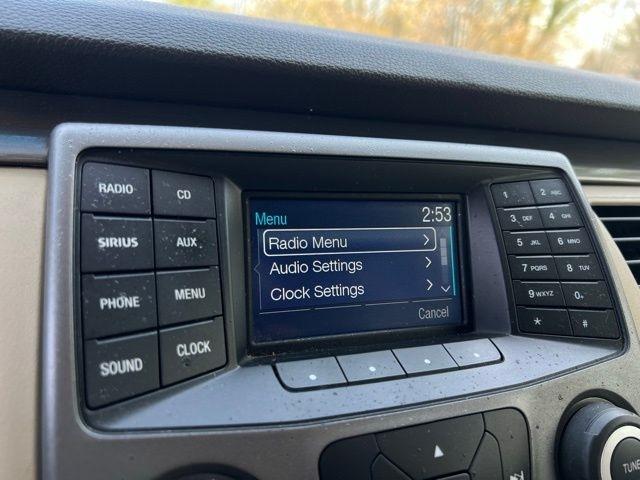 RADIO CD
SIRIUS AUX
PHONE MENU
SOUND CLOCK
Menu 2:53
Radio Menu
Audio Settings
Clock Settings
Cancel
1 2 ABC
3 DEF 4 GHI
5 JKL 6 MNO
7 PQRS 8 TUV
9 WXYZ 0 +
* #
TUNE